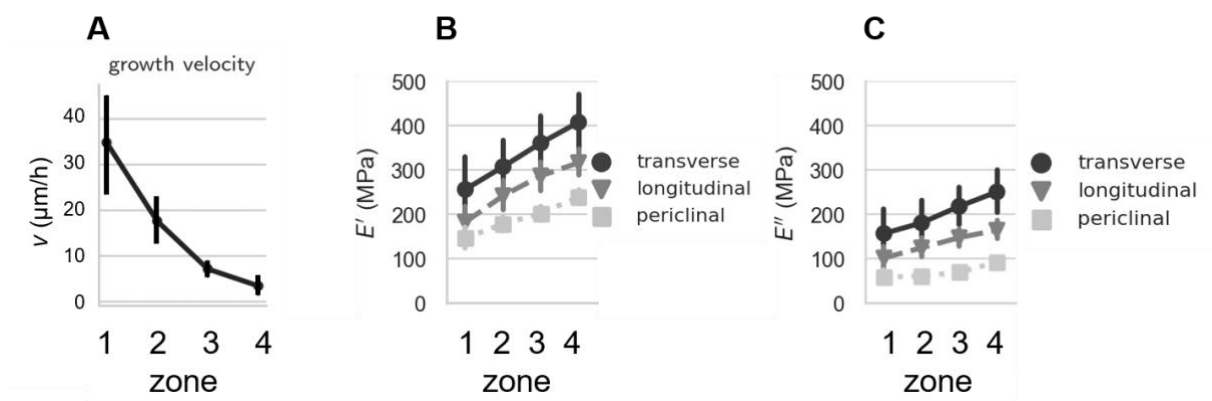 A
growth velocity
40
30
20
10
0
v (µm/h)
1 2 3 4
zone
B
500
400
300
200
100
0
E′ (MPa)
1 2 3 4
zone
transverse
longitudinal
periclinal
C
500
400
300
200
100
0
E″ (MPa)
1 2 3 4
zone
transverse
longitudinal
periclinal